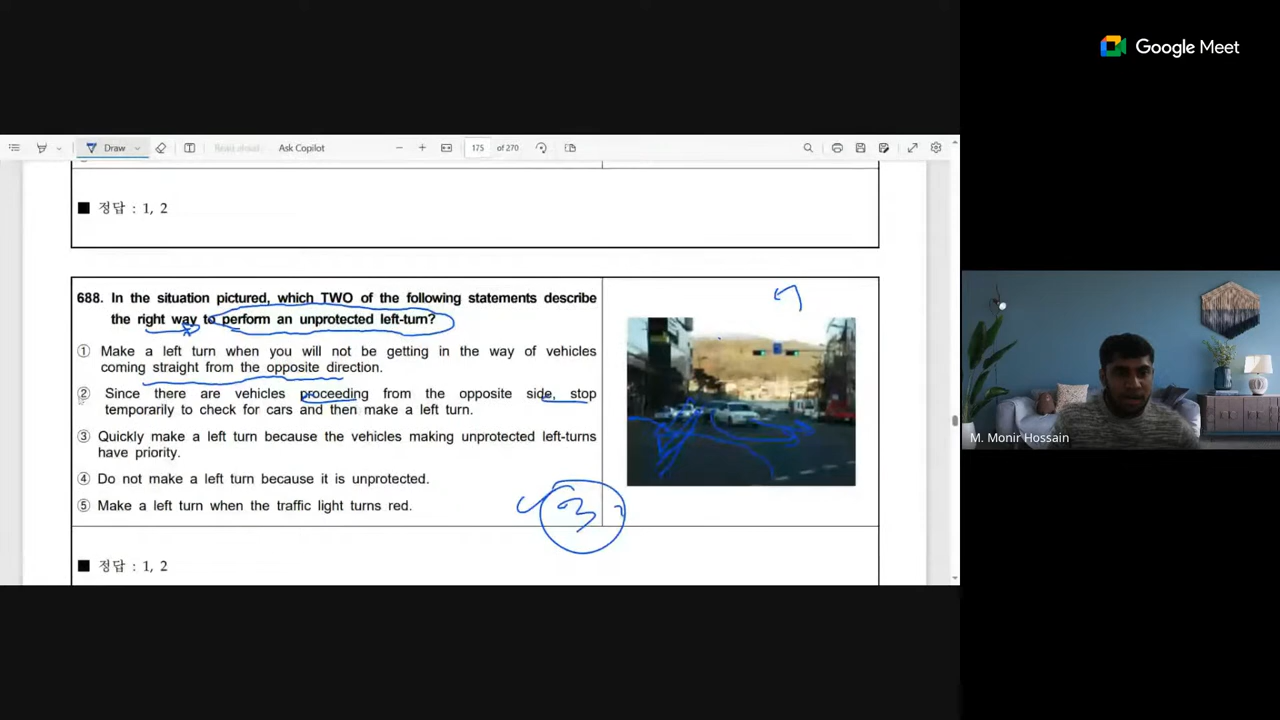 Google Meet
Draw
Read aloud
Ask Copilot
175
of 270
■ 정답 : 1, 2
688. In the situation pictured, which TWO of the following statements describe
the right way to perform an unprotected left-turn?
① Make a left turn when you will not be getting in the way of vehicles
coming straight from the opposite direction.
② Since there are vehicles proceeding from the opposite side, stop
temporarily to check for cars and then make a left turn.
③ Quickly make a left turn because the vehicles making unprotected left-turns
have priority.
④ Do not make a left turn because it is unprotected.
⑤ Make a left turn when the traffic light turns red.
■ 정답 : 1, 2
M. Monir Hossain